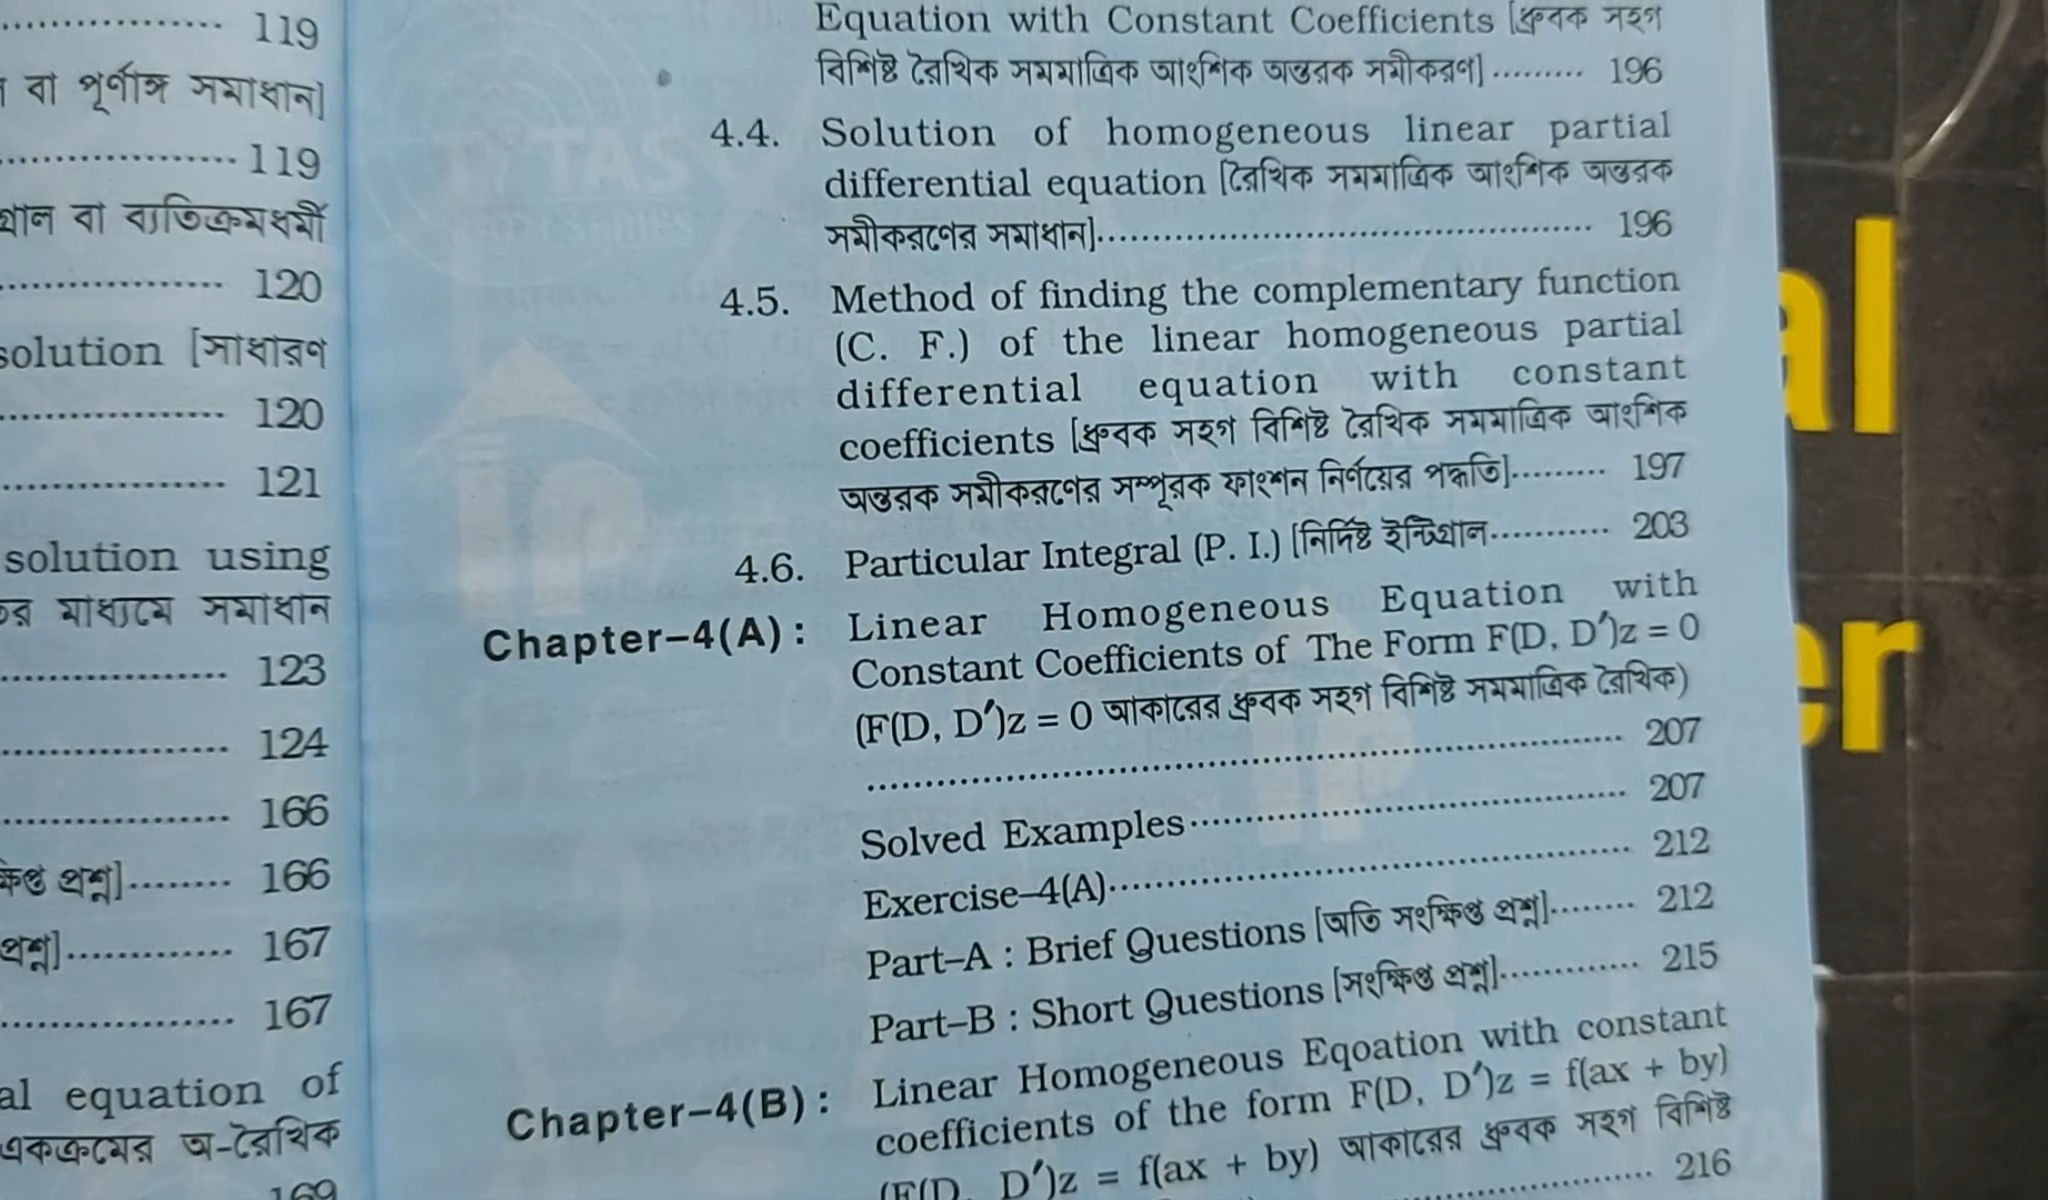 119
বা পূর্ণাঙ্গ সমাধান]
119
বা ব্যতিক্রমধর্মী
120
solution [সাধারণ
120
121
solution using
মাধ্যমে সমাধান
123
124
166
প্রশ্ন]........ 166
প্রশ্ন]............. 167
167
equation of
একক্রমের অ-রৈখিক
169
Equation with Constant Coefficients [ধ্রুবক সহগ
বিশিষ্ট রৈখিক সমমাত্রিক আংশিক অন্তরক সমীকরণ] ......... 196
4.4. Solution of homogeneous linear partial
differential equation [রৈখিক সমমাত্রিক আংশিক অন্তরক
সমীকরণের সমাধান]............................................ 196
4.5. Method of finding the complementary function
(C. F.) of the linear homogeneous partial
differential equation with constant
coefficients [ধ্রুবক সহগ বিশিষ্ট রৈখিক সমমাত্রিক আংশিক
অন্তরক সমীকরণের সম্পূরক ফাংশন নির্ণয়ের পদ্ধতি]......... 197
4.6. Particular Integral (P. I.) [নির্দিষ্ট ইন্টিগ্রাল........... 203
Chapter–4(A) : Linear Homogeneous Equation with
Constant Coefficients of The Form F(D, D′)z = 0
(F(D, D′)z = 0 আকারের ধ্রুবক সহগ বিশিষ্ট সমমাত্রিক রৈখিক)
.................................................................... 207
Solved Examples........................................ 207
Exercise–4(A)............................................... 212
Part–A : Brief Questions [অতি সংক্ষিপ্ত প্রশ্ন]........ 212
Part–B : Short Questions [সংক্ষিপ্ত প্রশ্ন]............. 215
Chapter–4(B) : Linear Homogeneous Eqoation with constant
coefficients of the form F(D, D′)z = f(ax + by)
(F(D, D′)z = f(ax + by) আকারের ধ্রুবক সহগ বিশিষ্ট
216
al
er